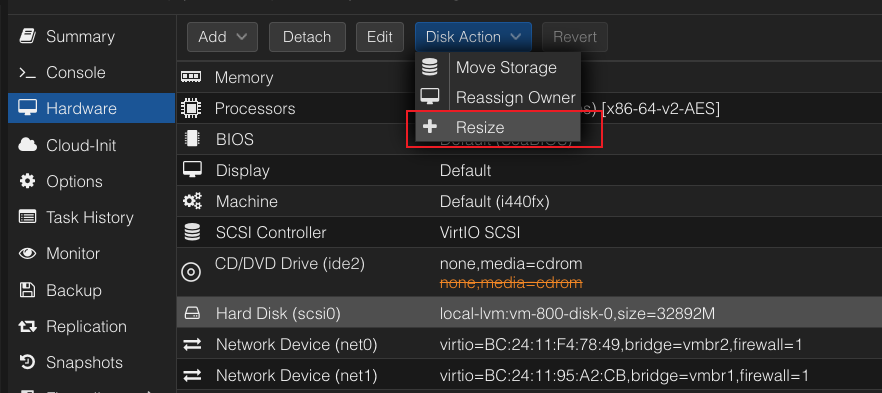 Summary
Console
Hardware
Cloud-Init
Options
Task History
Monitor
Backup
Replication
Snapshots
Add
Detach
Edit
Disk Action
Revert
Move Storage
Reassign Owner
Resize
Memory
Processors
[x86-64-v2-AES]
BIOS
Default
Display
Default
Machine
Default (i440fx)
SCSI Controller
VirtIO SCSI
CD/DVD Drive (ide2)
none,media=cdrom
none,media=cdrom
Hard Disk (scsi0)
local-lvm:vm-800-disk-0,size=32892M
Network Device (net0)
virtio=BC:24:11:F4:78:49,bridge=vmbr2,firewall=1
Network Device (net1)
virtio=BC:24:11:95:A2:CB,bridge=vmbr1,firewall=1